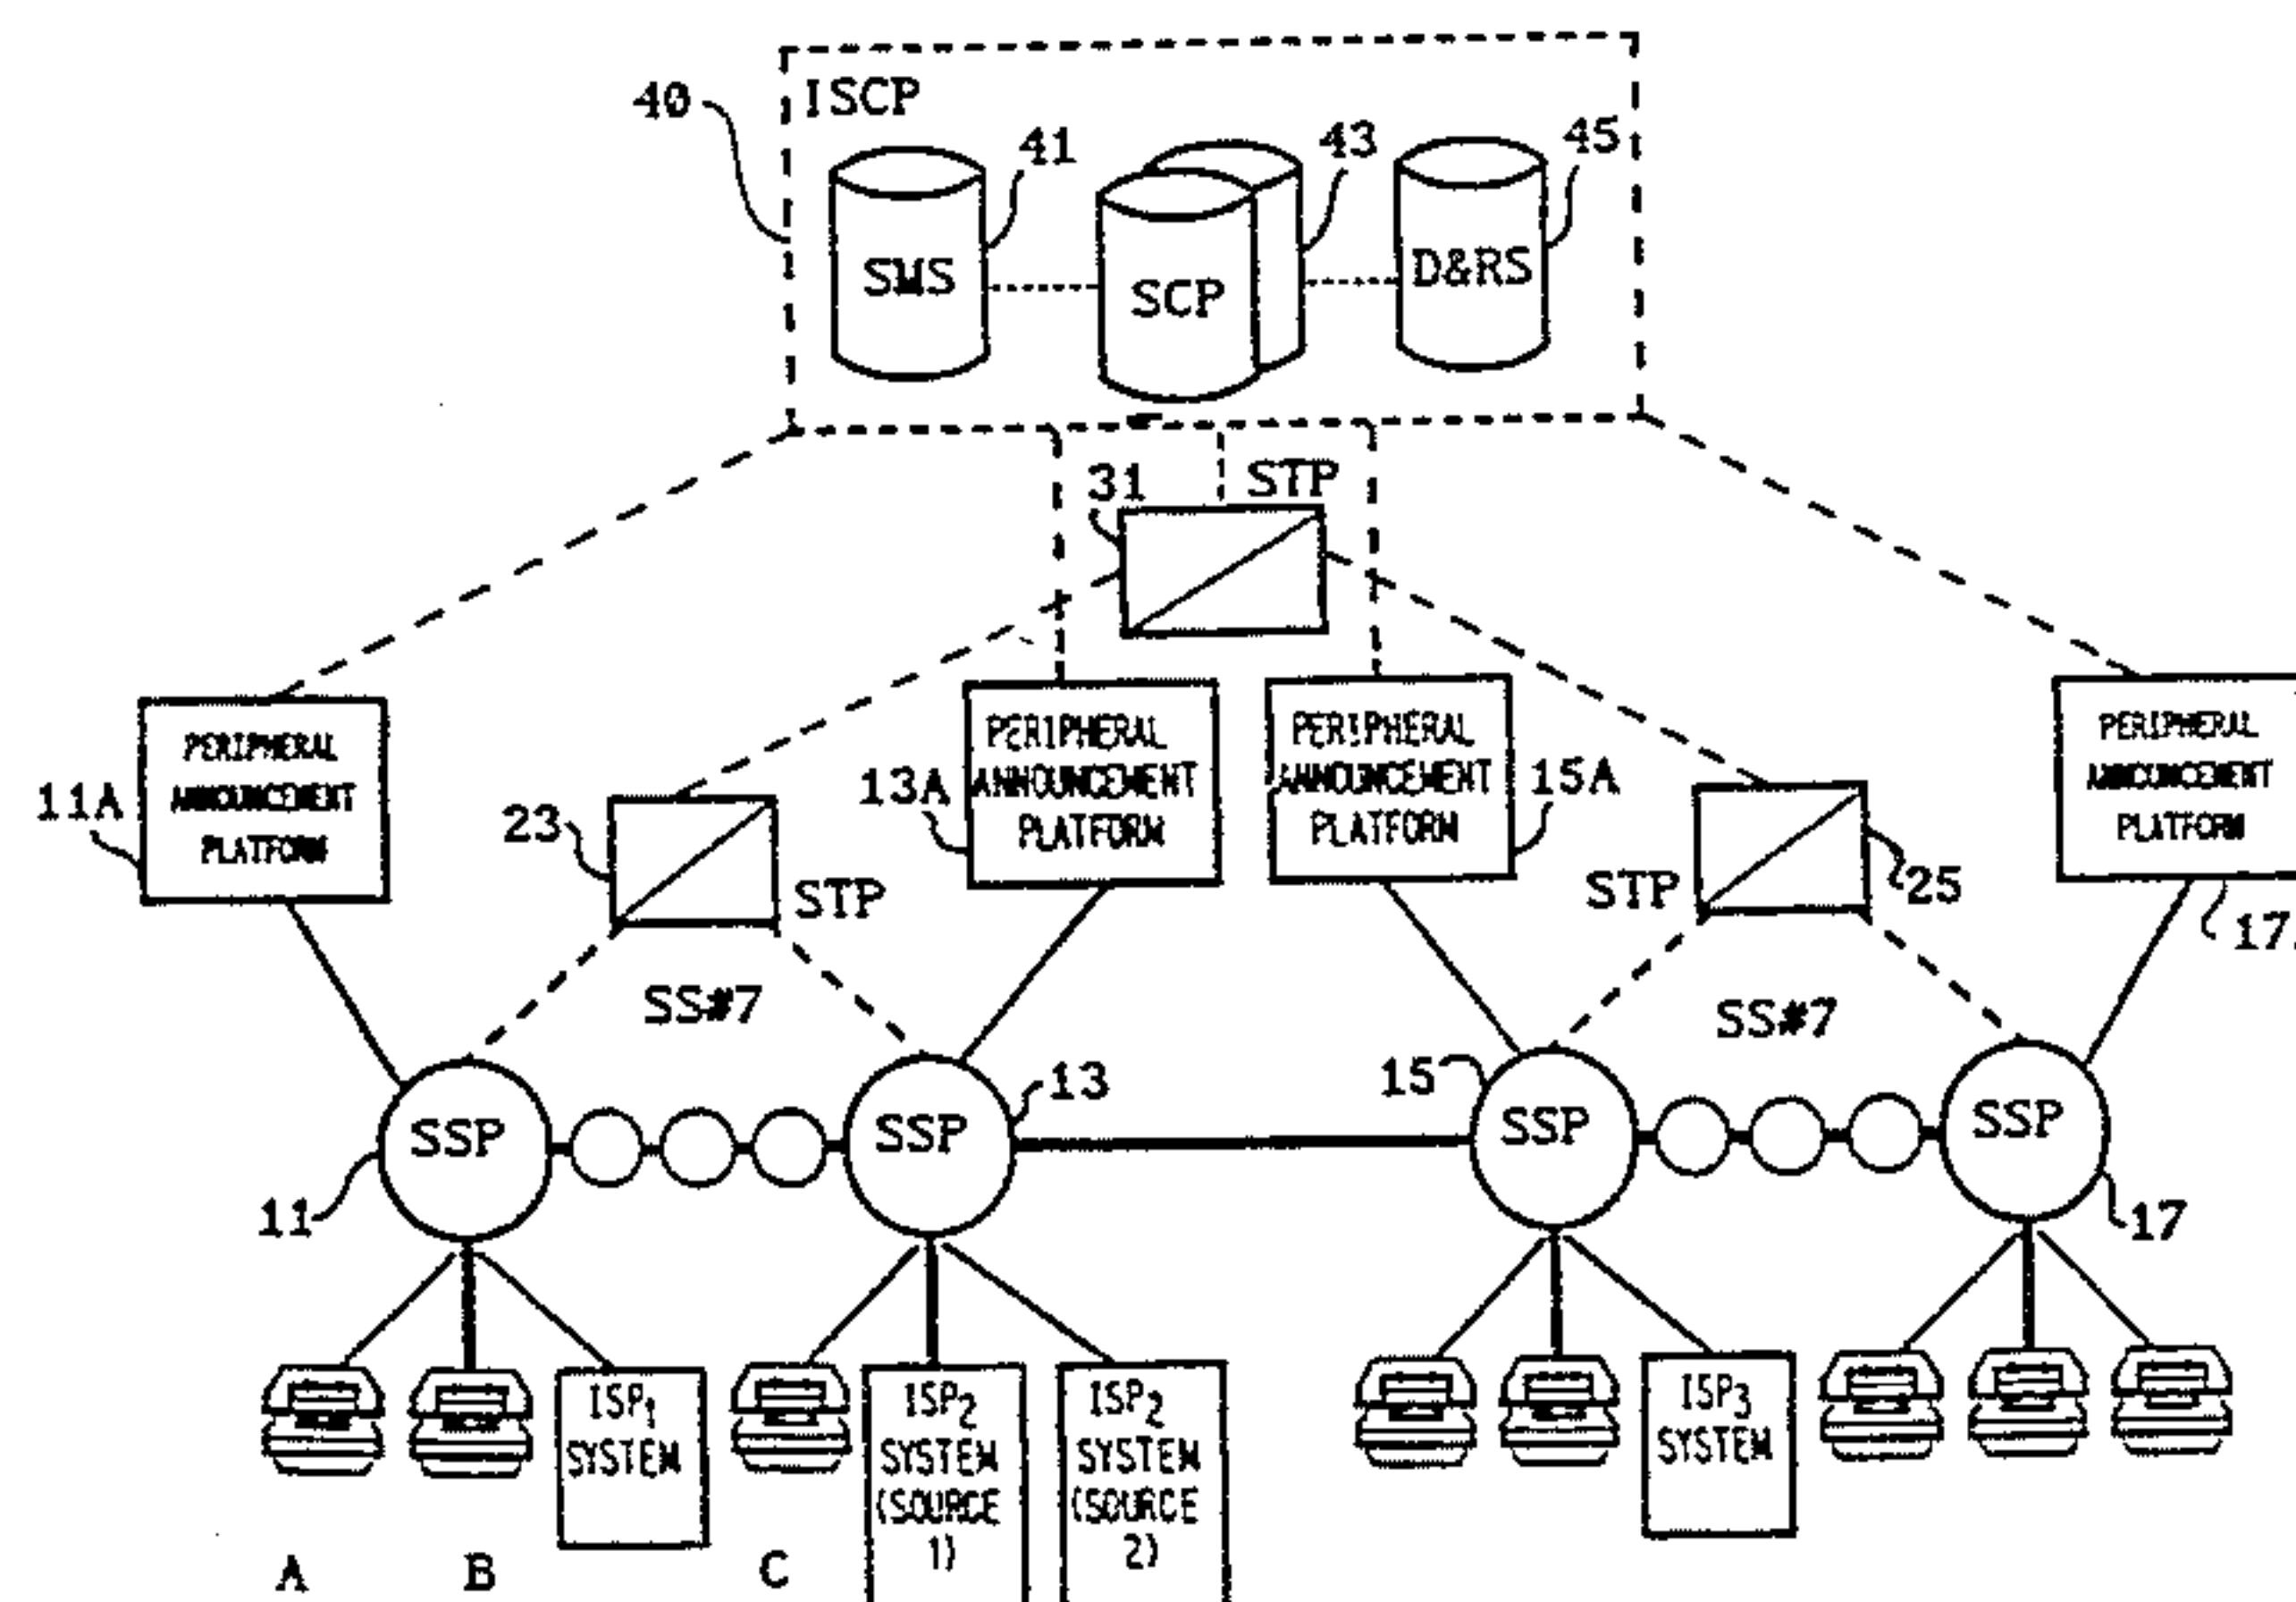 40
ISCP
41
43
45
SMS
SCP
D&RS
31
STP
PERIPHERAL
ANNOUNCEMENT
PLATFORM
11A
23
STP
13A
PERIPHERAL
ANNOUNCEMENT
PLATFORM
PERIPHERAL
ANNOUNCEMENT
PLATFORM
15A
STP
25
PERIPHERAL
ANNOUNCEMENT
PLATFORM
17
SS#7
SS#7
SSP
11
SSP
13
15
SSP
SSP
17
ISP1
SYSTEM
ISP2
SYSTEM
(SOURCE
1)
ISP2
SYSTEM
(SOURCE
2)
ISP3
SYSTEM
A
B
C